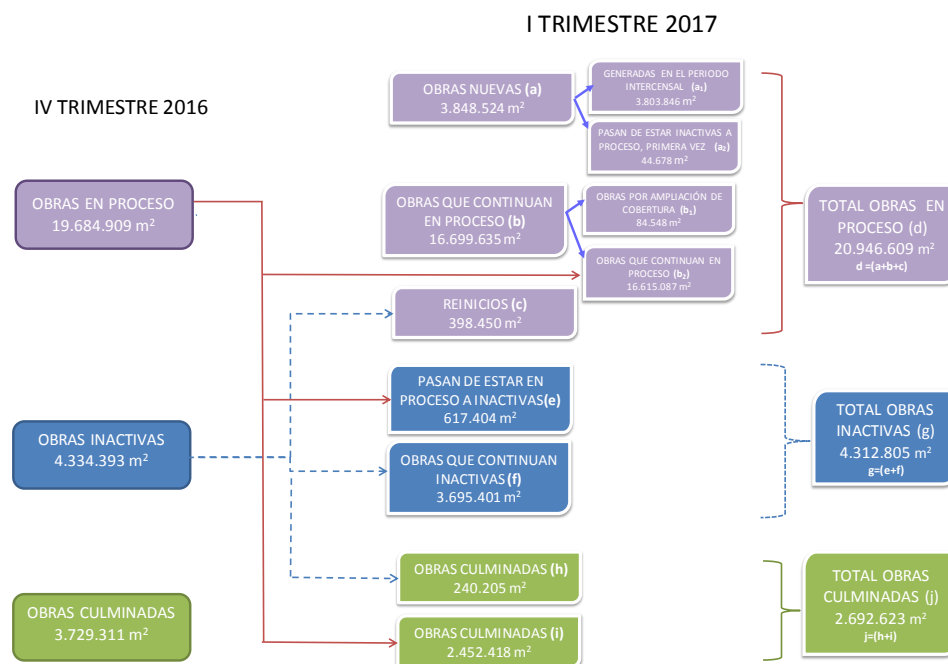 I TRIMESTRE 2017
IV TRIMESTRE 2016
OBRAS EN PROCESO
19.684.909 m²
OBRAS INACTIVAS
4.334.393 m²
OBRAS CULMINADAS
3.729.311 m²
OBRAS NUEVAS (a)
3.848.524 m²
GENERADAS EN EL PERIODO
INTERCENSAL (a₁)
3.803.846 m²
PASAN DE ESTAR INACTIVAS A
PROCESO, PRIMERA VEZ (a₂)
44.678 m²
OBRAS QUE CONTINUAN
EN PROCESO (b)
16.699.635 m²
OBRAS POR AMPLIACIÓN DE
COBERTURA (b₁)
84.548 m²
OBRAS QUE CONTINUAN EN
PROCESO (b₂)
16.615.087 m²
REINICIOS (c)
398.450 m²
PASAN DE ESTAR EN
PROCESO A INACTIVAS(e)
617.404 m²
OBRAS QUE CONTINUAN
INACTIVAS (f)
3.695.401 m²
OBRAS CULMINADAS (h)
240.205 m²
OBRAS CULMINADAS (i)
2.452.418 m²
TOTAL OBRAS EN
PROCESO (d)
20.946.609 m²
d =(a+b+c)
TOTAL OBRAS
INACTIVAS (g)
4.312.805 m²
g=(e+f)
TOTAL OBRAS
CULMINADAS (j)
2.692.623 m²
j=(h+i)